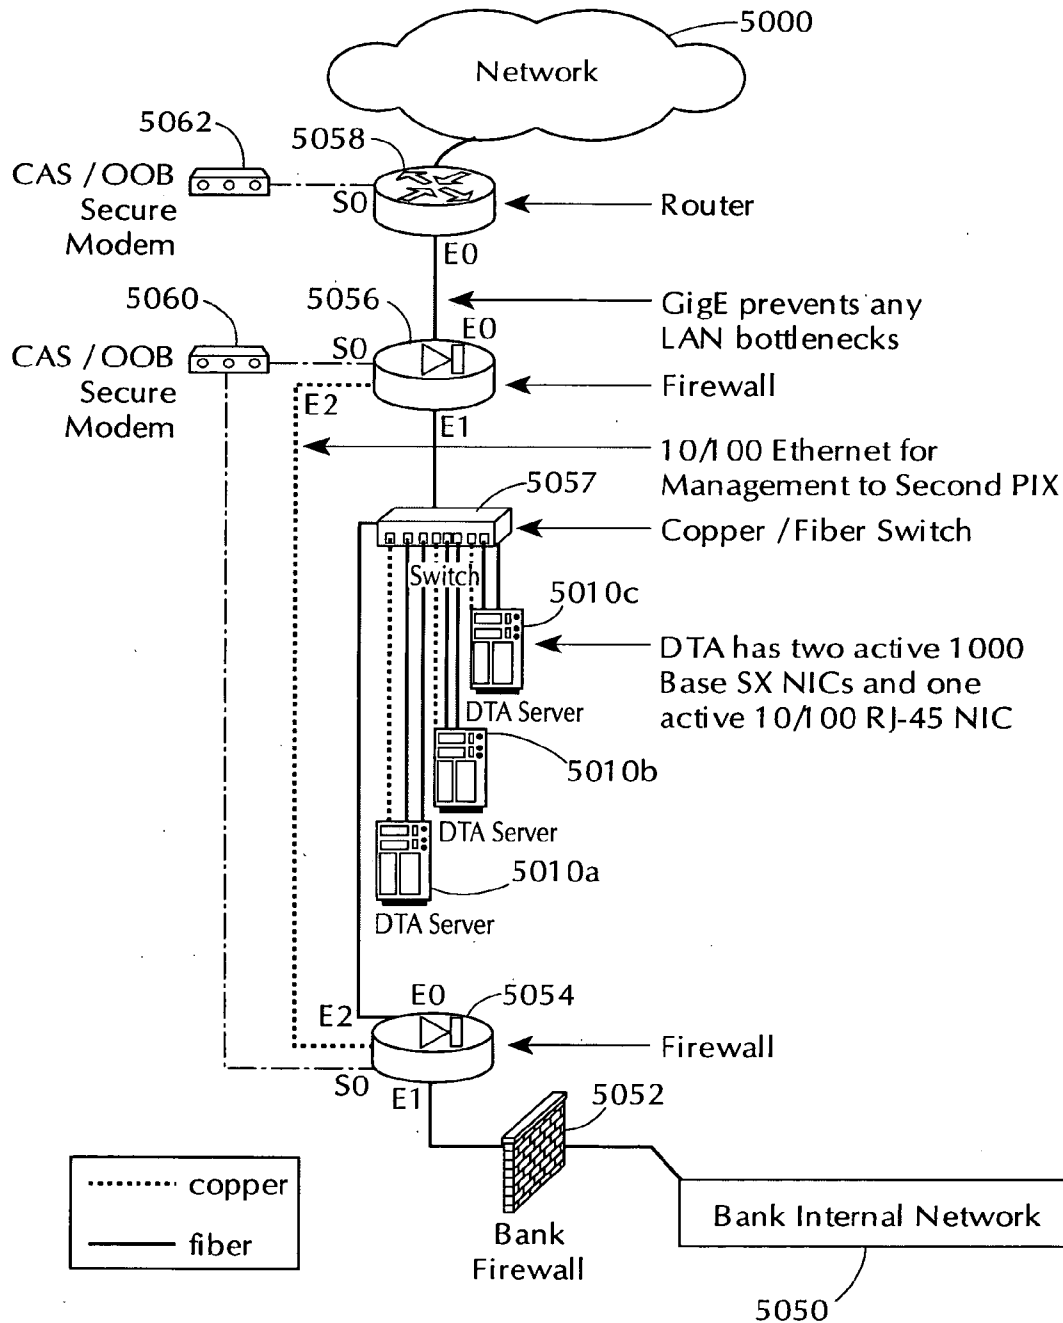 5000
Network
5062
5058
CAS / OOB
Secure
Modem
S0
Router
E0
5060
5056
E0
GigE prevents any
LAN bottlenecks
CAS / OOB
Secure
Modem
S0
Firewall
E2
E1
10/100 Ethernet for
Management to Second PIX
5057
Copper / Fiber Switch
Switch
5010c
DTA has two active 1000
Base SX NICs and one
active 10/100 RJ-45 NIC
DTA Server
5010b
DTA Server
5010a
DTA Server
E0
5054
E2
Firewall
S0
E1
5052
copper
fiber
Bank
Firewall
Bank Internal Network
5050